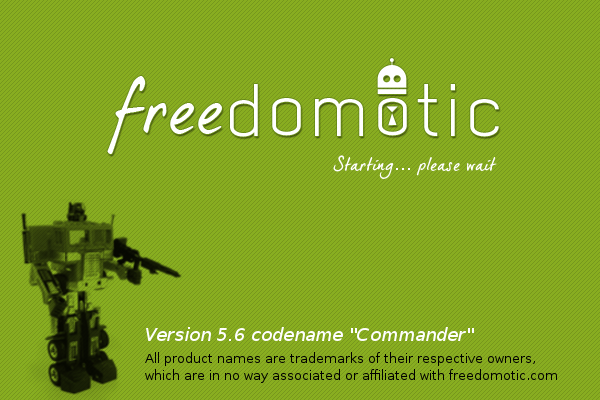 freedomotic
Starting... please wait
Version 5.6 codename "Commander"
All product names are trademarks of their respective owners,
which are in no way associated or affiliated with freedomotic.com